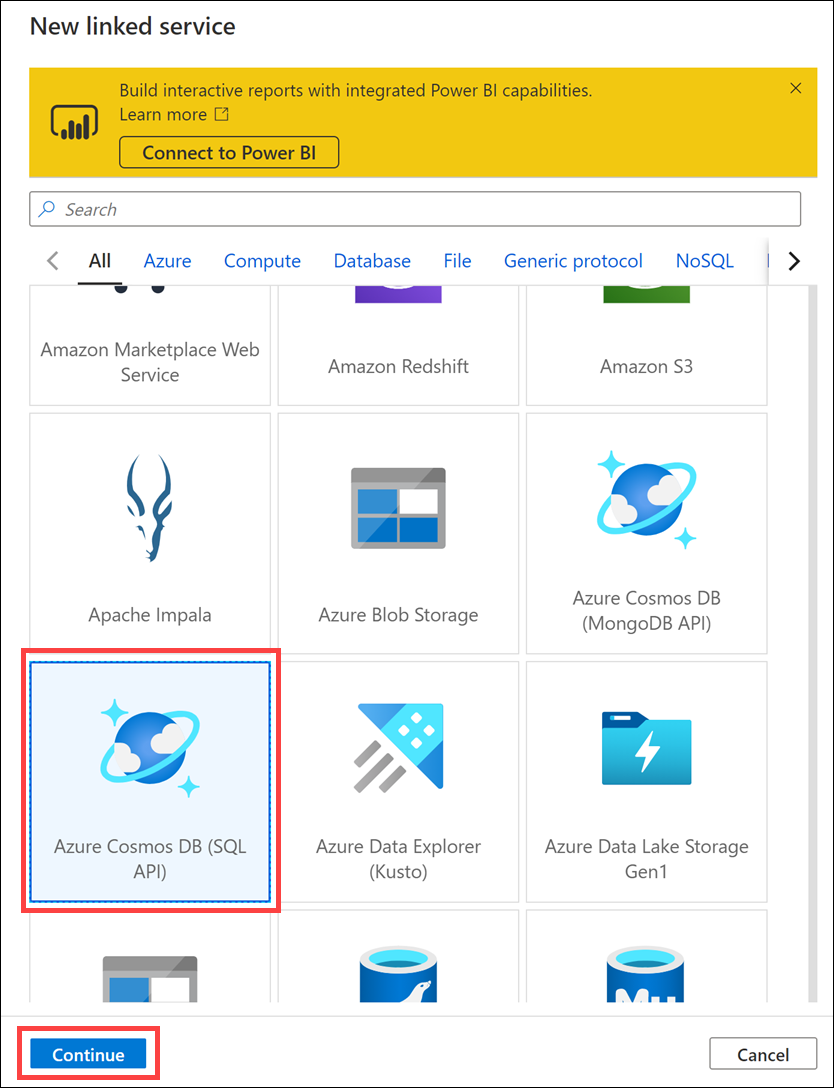 New linked service
Build interactive reports with integrated Power BI capabilities.
Learn more
Connect to Power BI
Search
All Azure Compute Database File Generic protocol NoSQL
Amazon Marketplace Web
Service
Amazon Redshift
Amazon S3
Apache Impala
Azure Blob Storage
Azure Cosmos DB
(MongoDB API)
Azure Cosmos DB (SQL
API)
Azure Data Explorer
(Kusto)
Azure Data Lake Storage
Gen1
Continue
Cancel